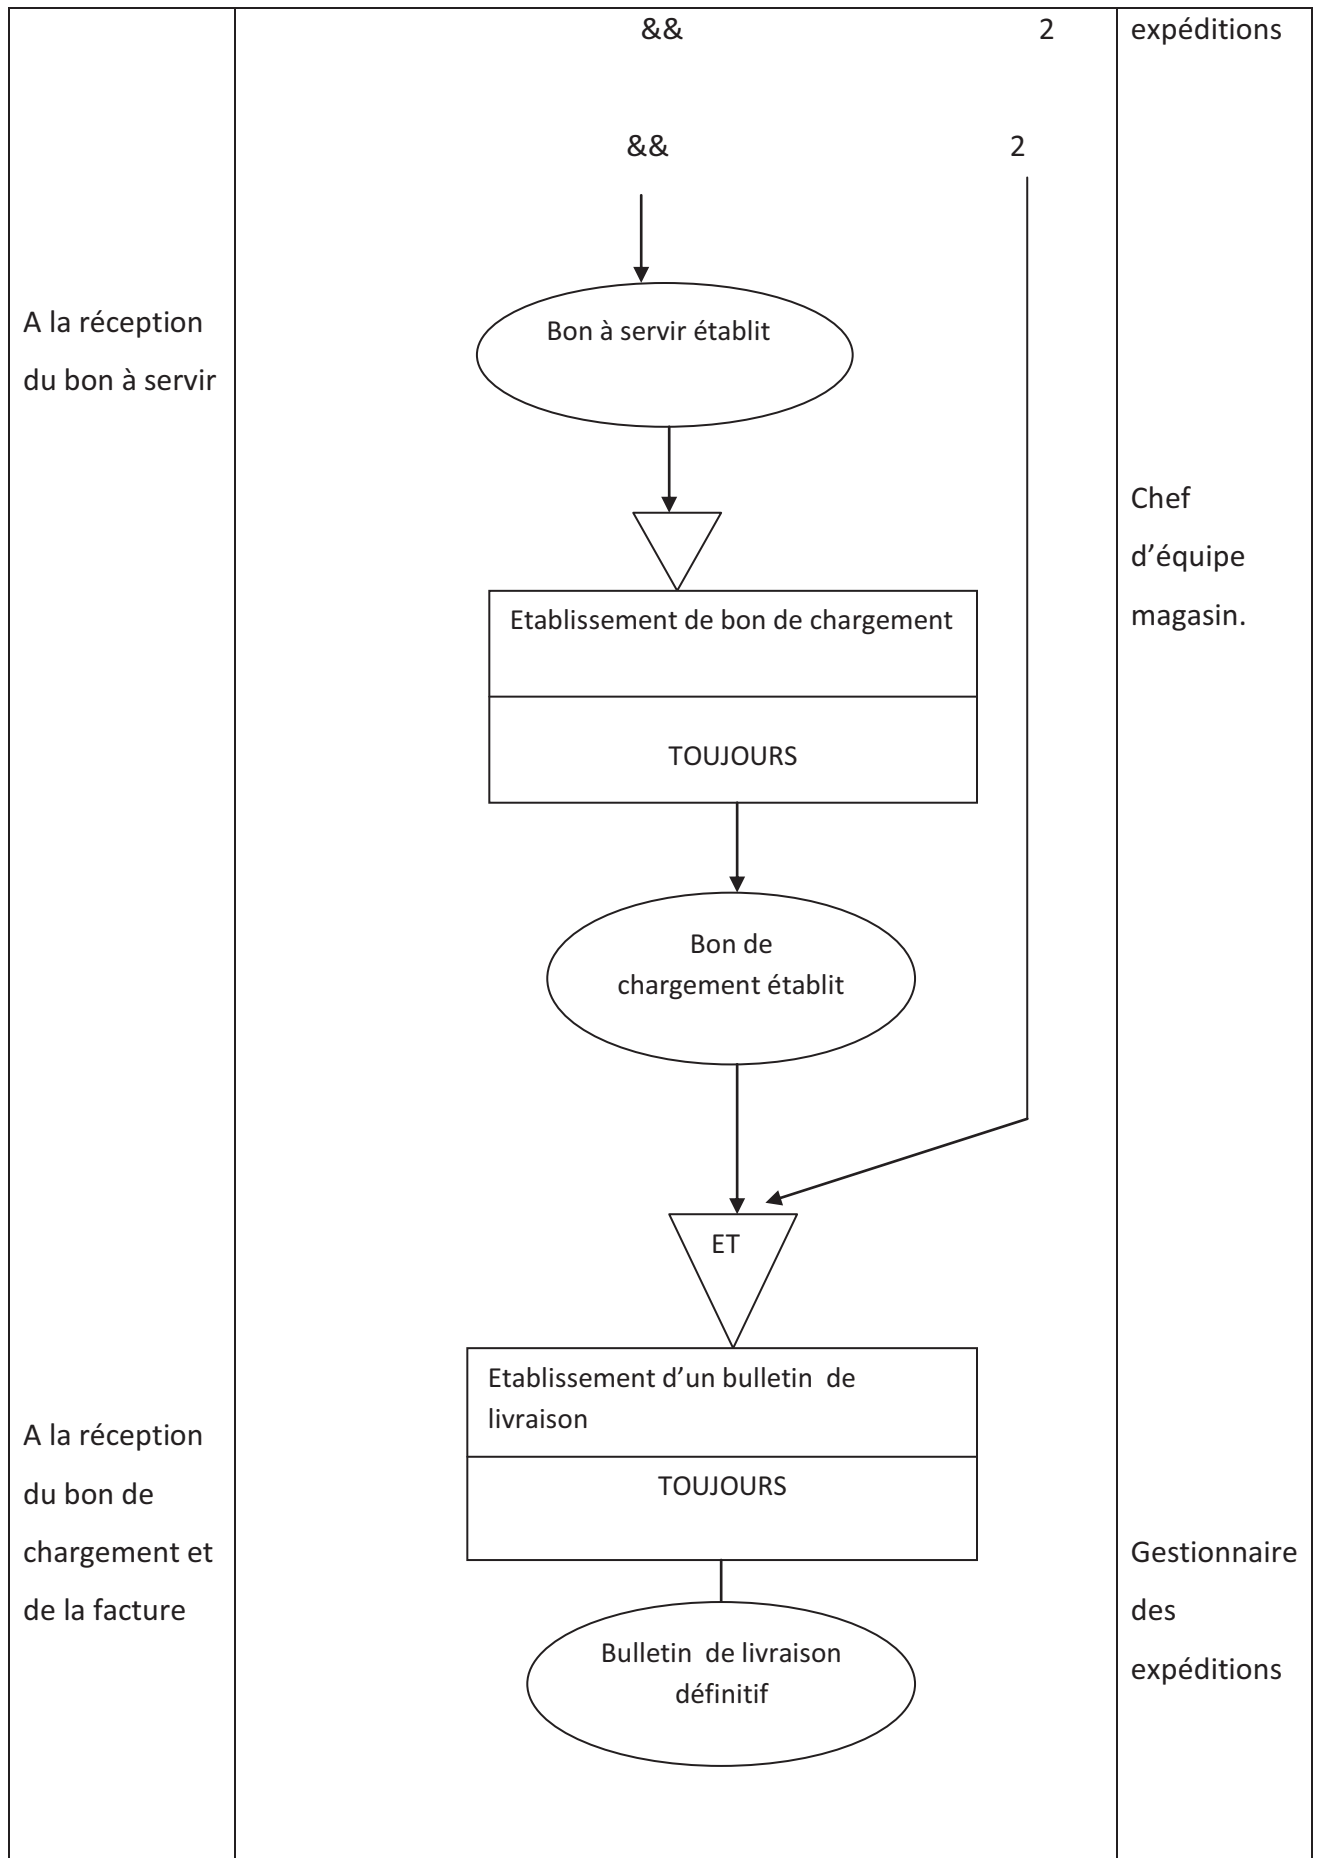 && 2 expéditions
&& 2
A la réception
du bon à servir
Bon à servir établit
Chef
d’équipe
magasin.
Etablissement de bon de chargement
TOUJOURS
Bon de
chargement établit
ET
A la réception
du bon de
chargement et
de la facture
Etablissement d’un bulletin de
livraison
TOUJOURS
Gestionnaire
des
expéditions
Bulletin de livraison
définitif